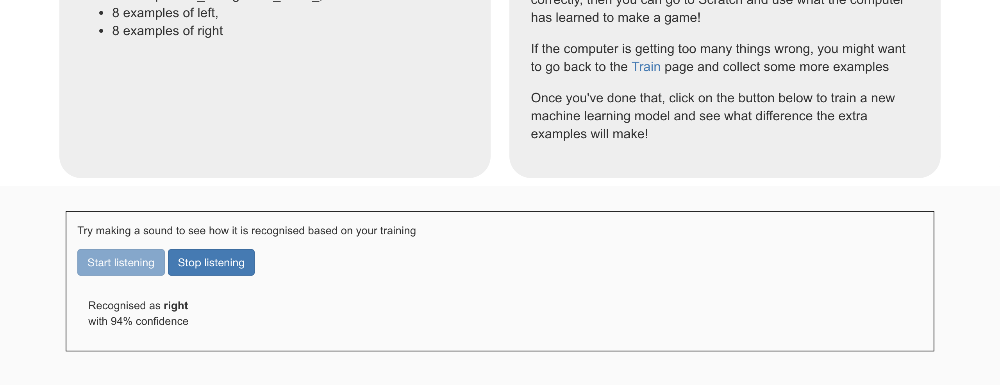 8 examples of left,
8 examples of right
correctly, then you can go to Scratch and use what the computer
has learned to make a game!
If the computer is getting too many things wrong, you might want
to go back to the Train page and collect some more examples
Once you've done that, click on the button below to train a new
machine learning model and see what difference the extra
examples will make!
Try making a sound to see how it is recognised based on your training
Start listening Stop listening
Recognised as right
with 94% confidence